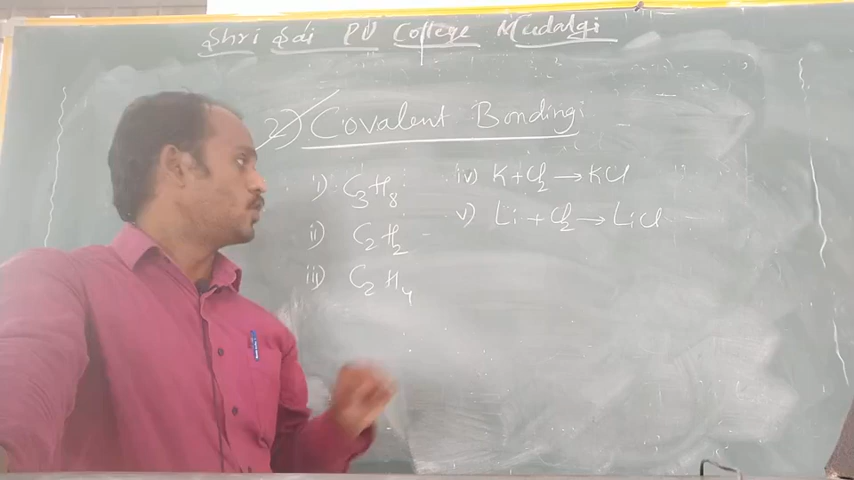 Shri Sai PU College Mudalgi
2) Covalent Bonding:
i) C₃H₈
ii) C₂H₂
iii) C₂H₄
iv) K + Cl₂ → KCl
v) Li + Cl₂ → LiCl